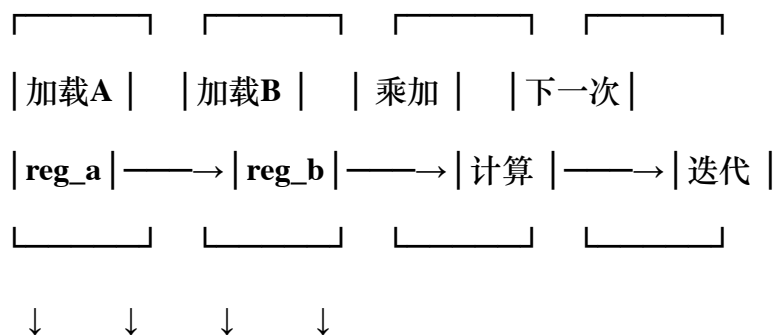 加载A 加载B 乘加 下一次
reg_a → reg_b → 计算 → 迭代
↓ ↓ ↓ ↓